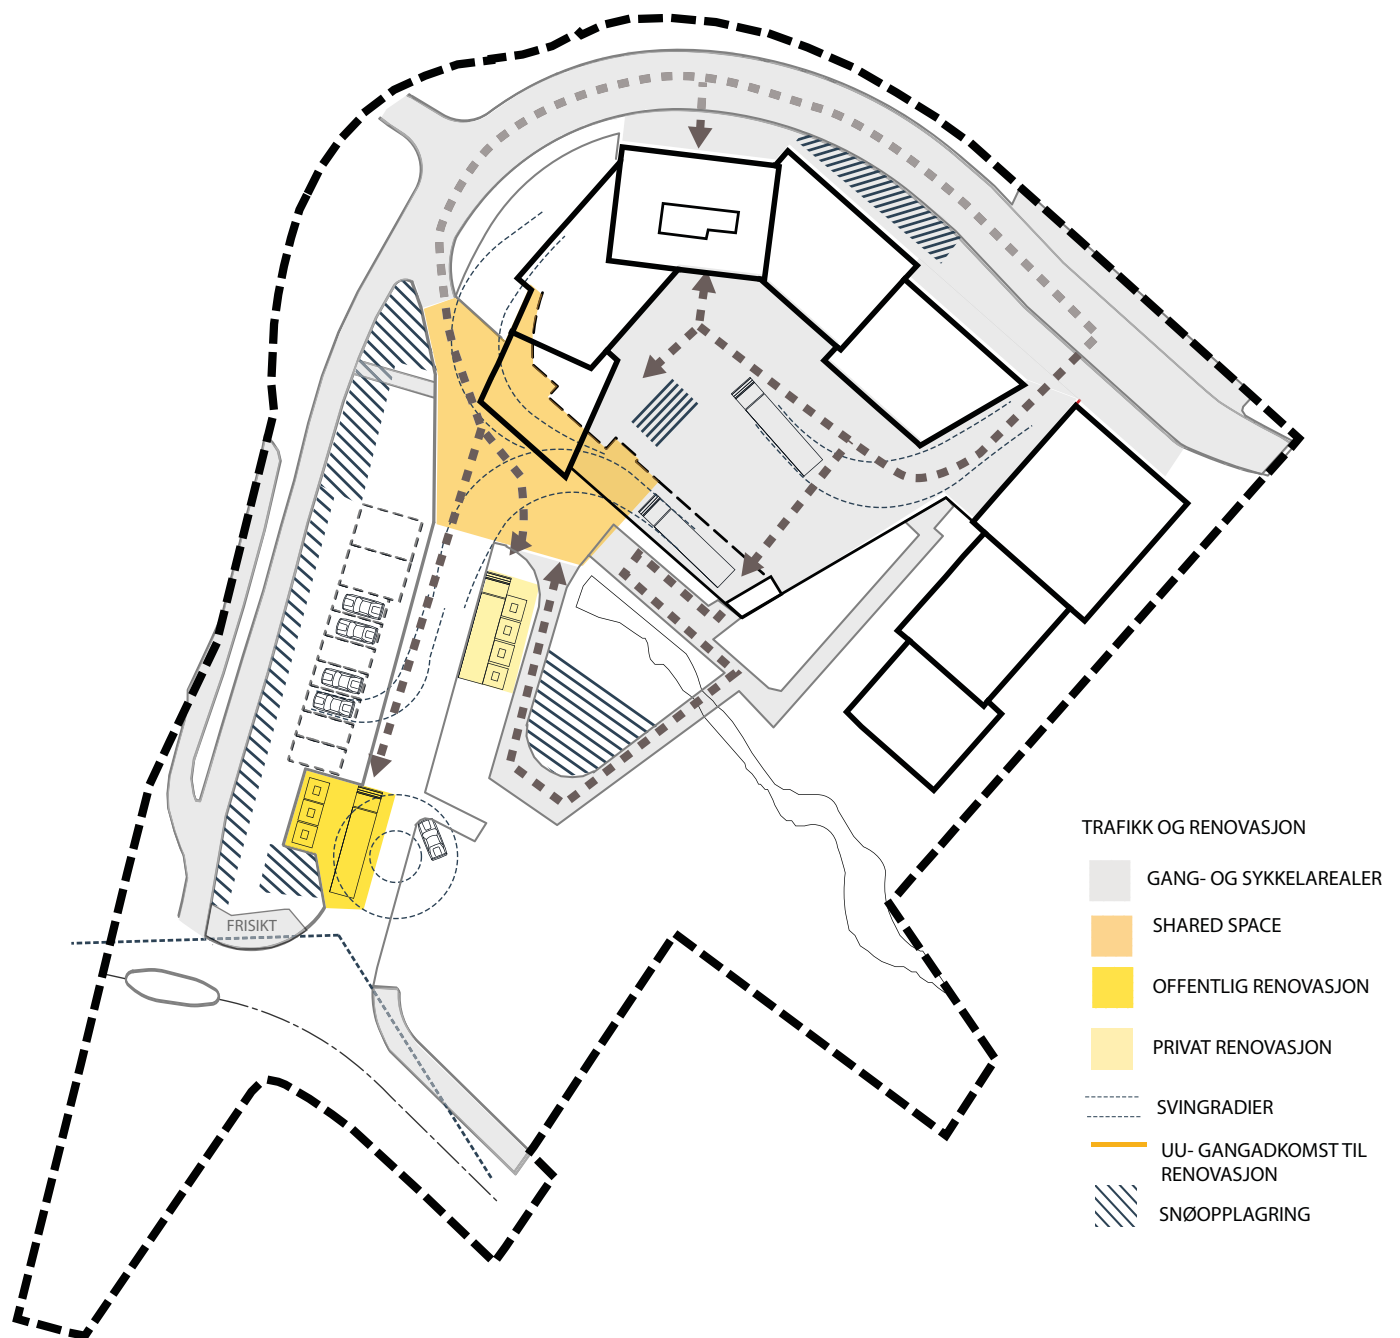 TRAFIKK OG RENOVASJON
GANG- OG SYKKELAREALER
SHARED SPACE
OFFENTLIG RENOVASJON
PRIVAT RENOVASJON
SVINGRADIER
UU- GANGADKOMST TIL
RENOVASJON
SNØOPPLAGRING
FRISIKT